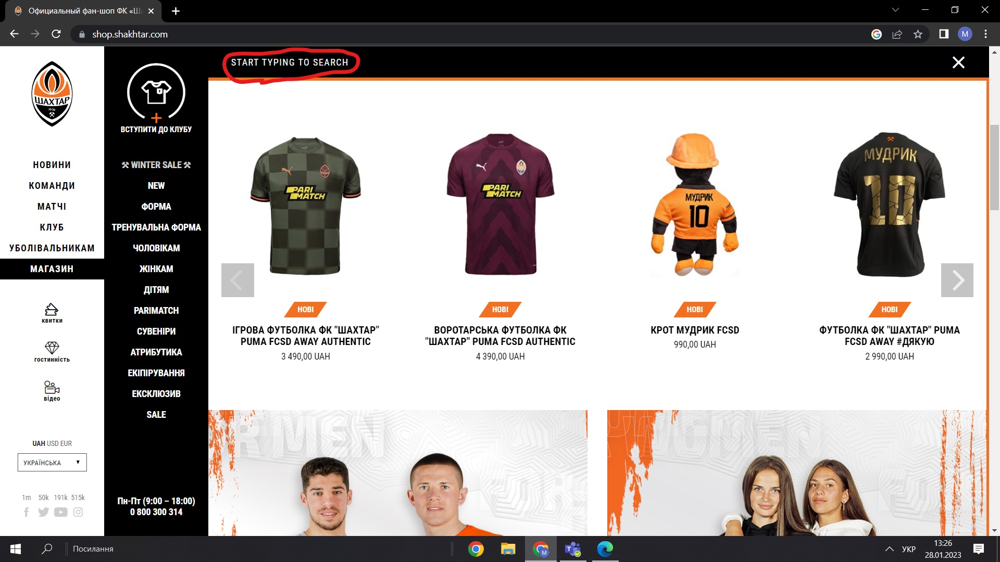 Официальный фан-шоп ФК «Ша
shop.shakhtar.com
M
START TYPING TO SEARCH
ШАХТАР
1936
ВСТУПИТИ ДО КЛУБУ
НОВИНИ
КОМАНДИ
МАТЧІ
КЛУБ
УБОЛІВАЛЬНИКАМ
МАГАЗИН
квитки
гостинність
відео
UAH USD EUR
УКРАЇНСЬКА
1m 50k 191k 515k
WINTER SALE
NEW
ФОРМА
ТРЕНУВАЛЬНА ФОРМА
ЧОЛОВІКАМ
ЖІНКАМ
ДІТЯМ
PARIMATCH
СУВЕНІРИ
АТРИБУТИКА
ЕКІПІРУВАННЯ
ЕКСКЛЮЗИВ
SALE
Пн-Пт (9:00 – 18:00)
0 800 300 314
PARI
MATCH
PARI
MATCH
МУДРИК
10
МУДРИК
10
НОВІ
ІГРОВА ФУТБОЛКА ФК "ШАХТАР"
PUMA FCSD AWAY AUTHENTIC
3 490,00 UAH
НОВІ
ВОРОТАРСЬКА ФУТБОЛКА ФК
"ШАХТАР" PUMA FCSD AUTHENTIC
4 390,00 UAH
НОВІ
КРОТ МУДРИК FCSD
990,00 UAH
НОВІ
ФУТБОЛКА ФК "ШАХТАР" PUMA
FCSD AWAY #ДЯКУЮ
2 990,00 UAH
MEN
WOMEN
Посилання
УКР
13:26
28.01.2023